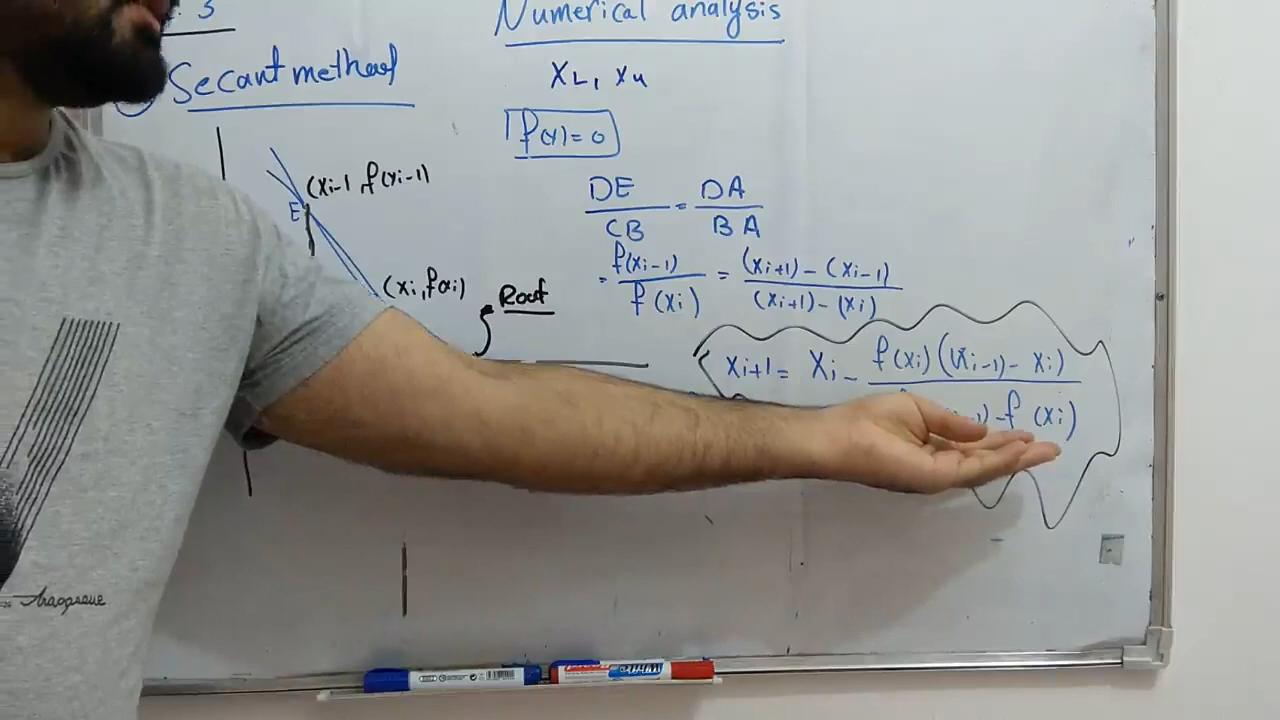 3
Numerical analysis
Secant method
XL, Xu
f(x) = 0
(xi-1, f(xi-1)
E
DE/CB = DA/BA
= f(xi-1)/f(xi) = (xi+1) - (xi-1)/(xi+1) - (xi)
(xi, f(xi)
Root
xi+1 = xi - f(xi)((xi-1) - xi)/-1) - f(xi)